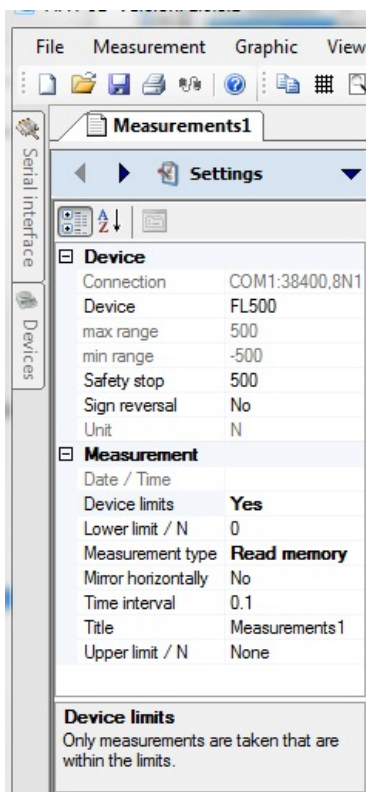 File Measurement Graphic View
Measurements1
Serial interface
Devices
Settings
Device
Connection COM1:38400,8N1
Device FL500
max range 500
min range -500
Safety stop 500
Sign reversal No
Unit N
Measurement
Date / Time
Device limits Yes
Lower limit / N 0
Measurement type Read memory
Mirror horizontally No
Time interval 0.1
Title Measurements1
Upper limit / N None
Device limits
Only measurements are taken that are
within the limits.